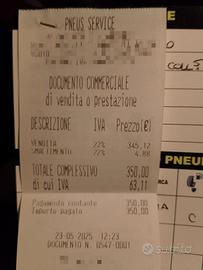 PNEUS SERVICE
DOCUMENTO COMMERCIALE
di vendita o prestazione
DESCRIZIONE IVA Prezzo(€)
VENDITA 22% 345,12
SMALTIMENTO 22% 4,88
TOTALE COMPLESSIVO 350,00
di cui IVA 63,11
Pagamento contante 350,00
Importo pagato 350,00
23-05-2025 12:23
DOCUMENTO N. 0547-0001
PNEU
C
subito